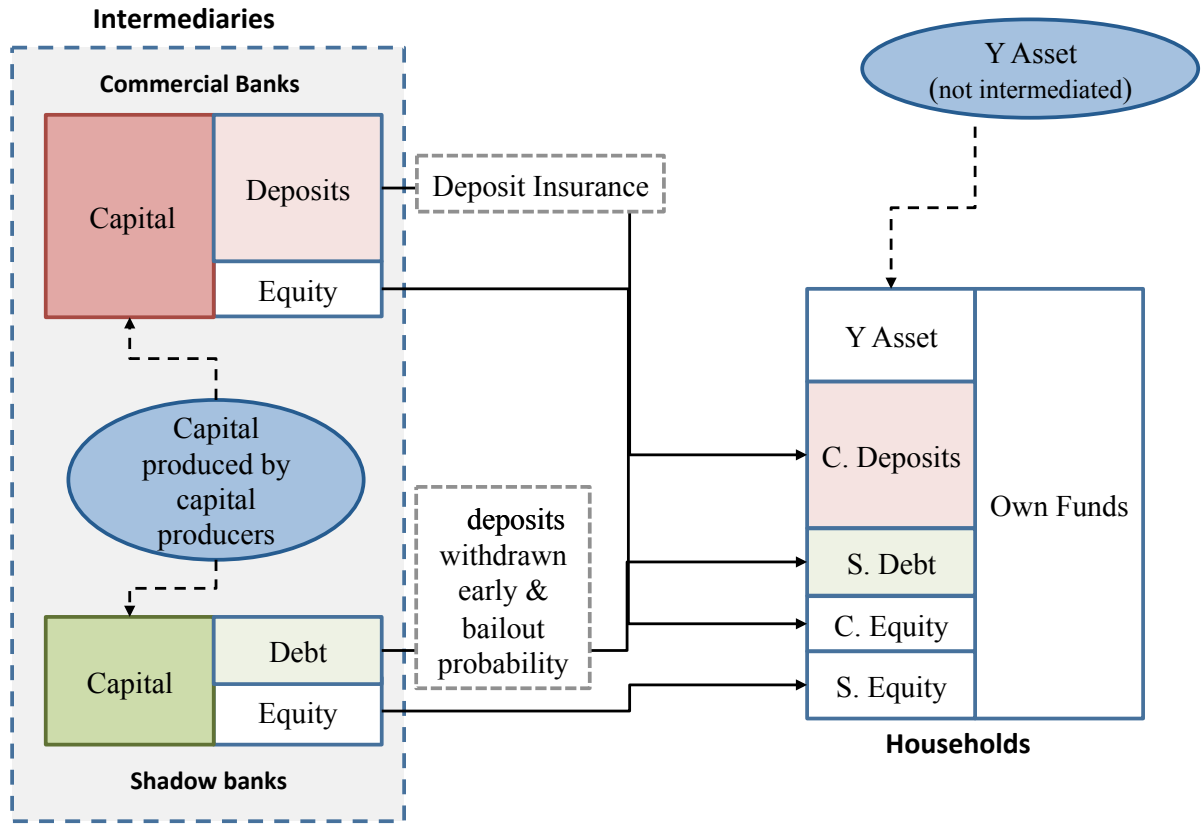 Intermediaries
Commercial Banks
Capital
Deposits
Equity
Deposit Insurance
Y Asset
(not intermediated)
Capital
produced by
capital
producers
deposits
withdrawn
early &
bailout
probability
Capital
Debt
Equity
Shadow banks
Y Asset
C. Deposits
S. Debt
C. Equity
S. Equity
Own Funds
Households